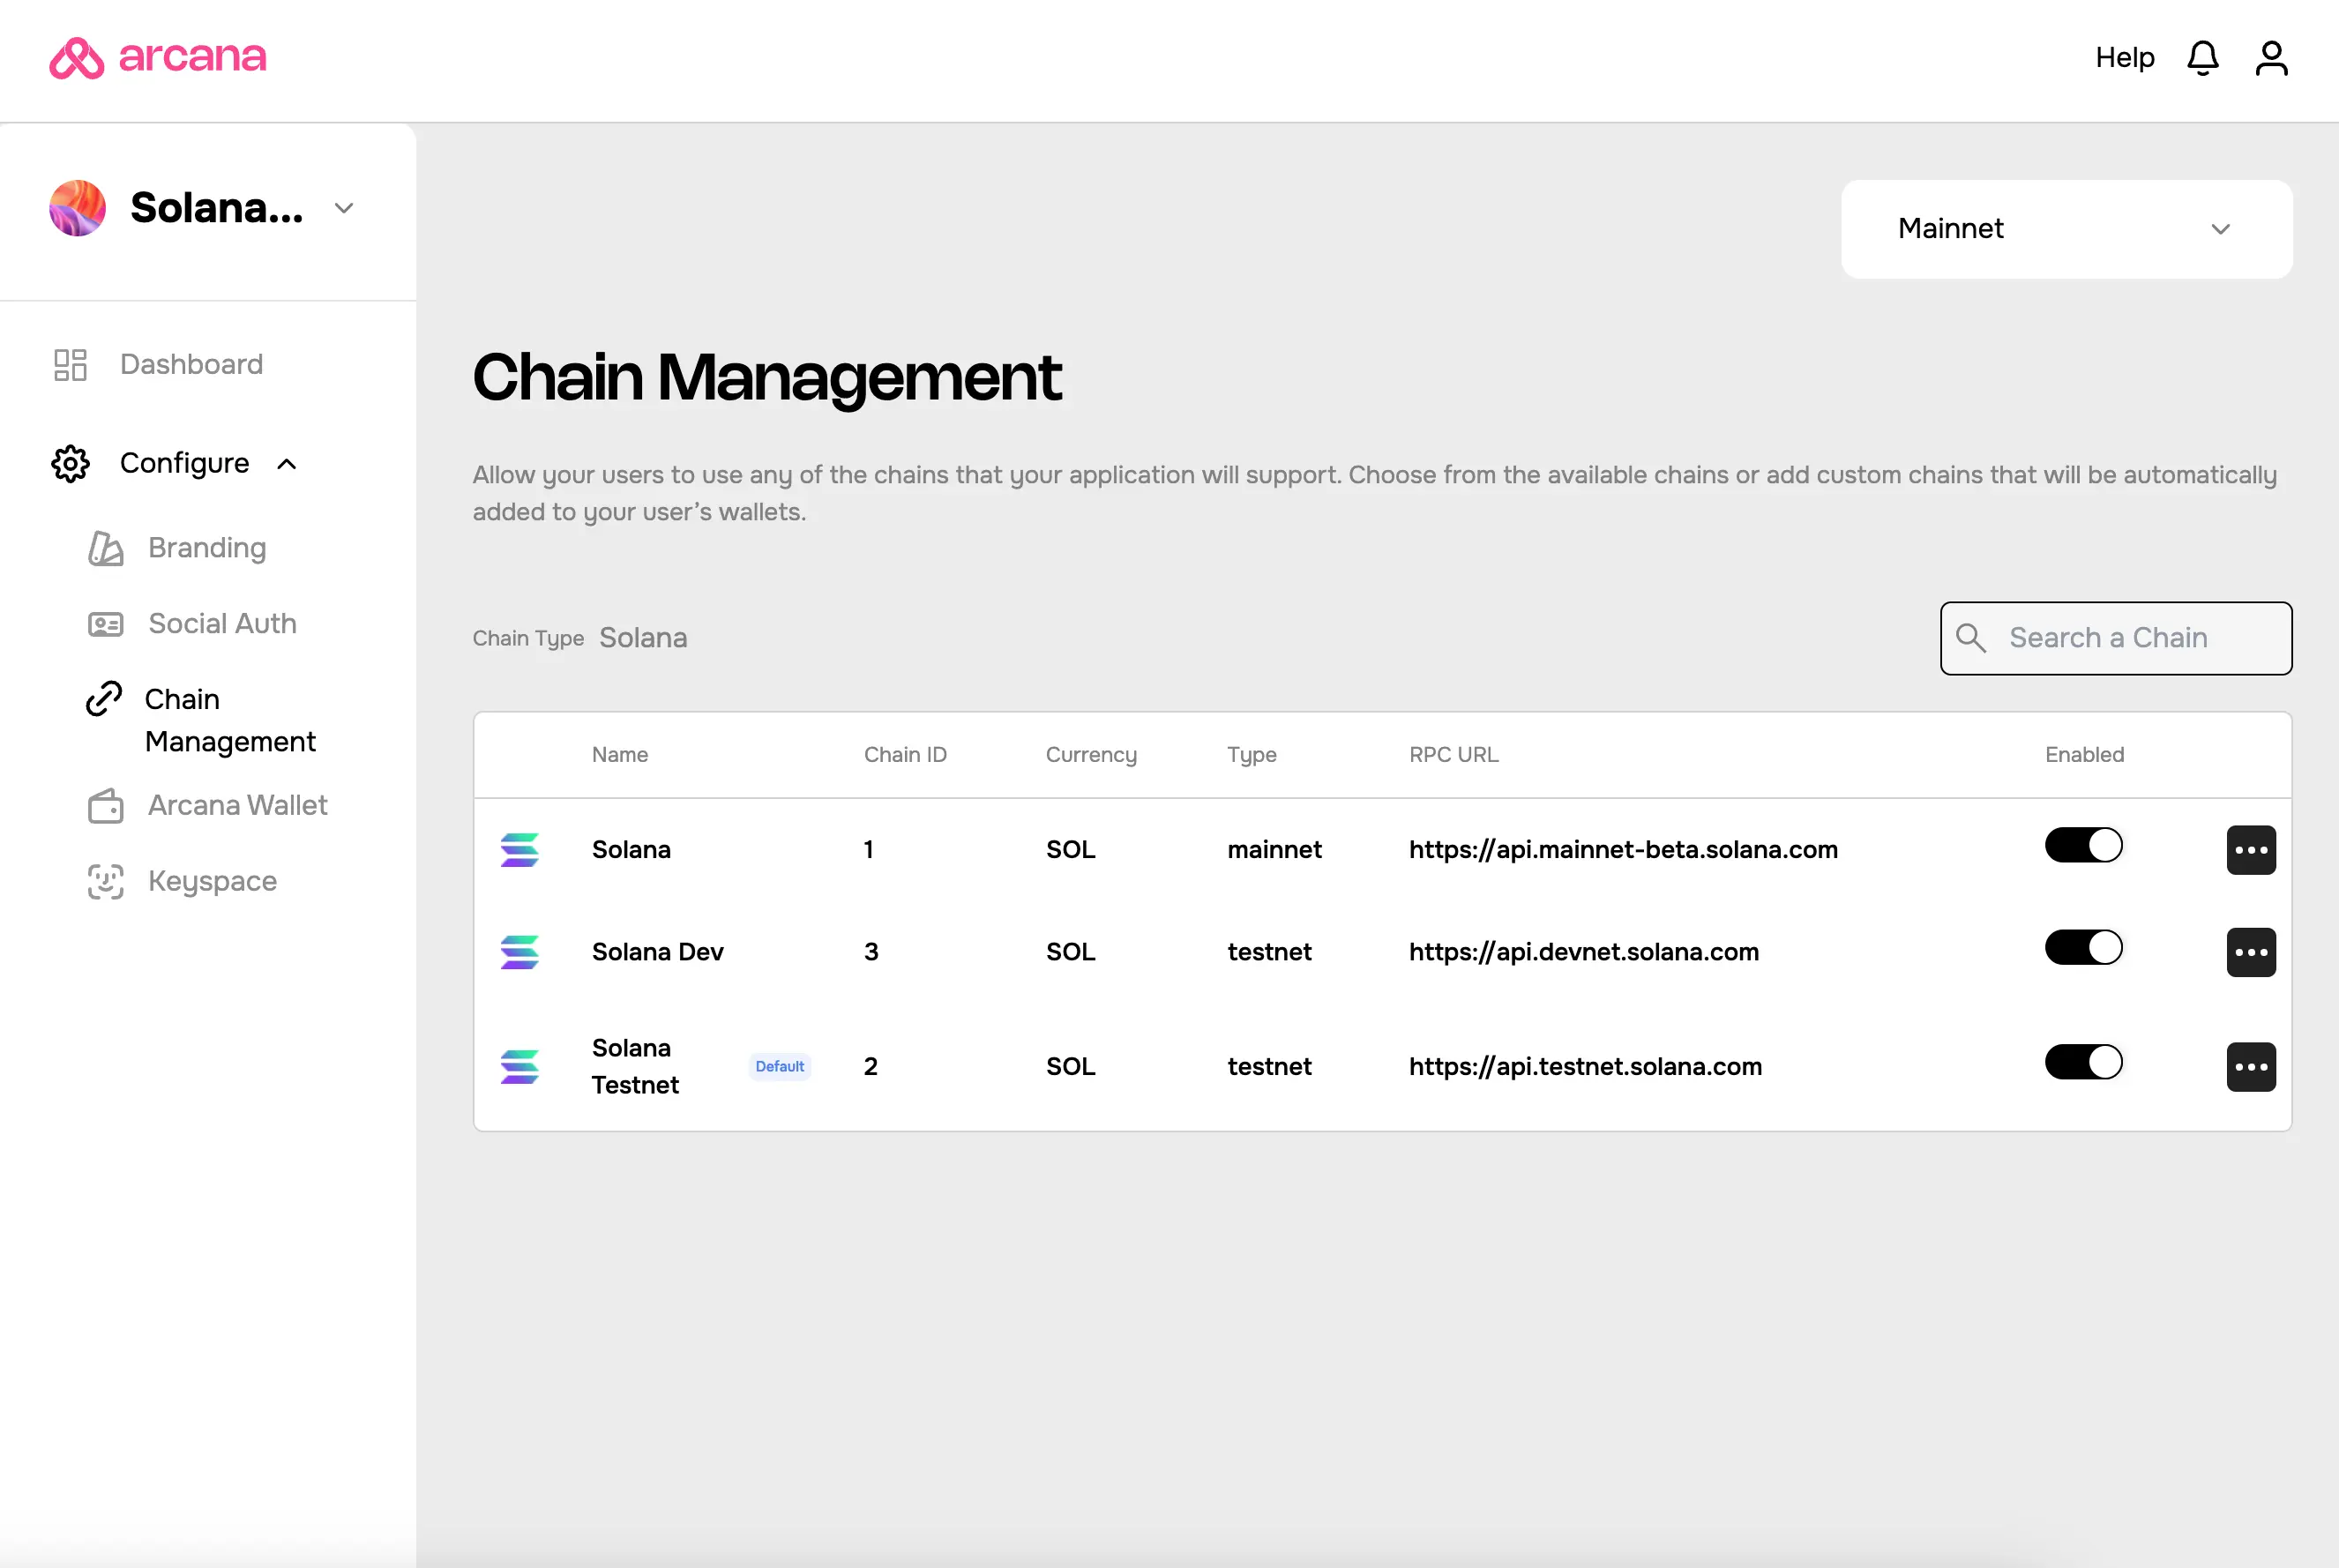 arcana
Help
Solana...
Mainnet
Dashboard
Configure
Branding
Social Auth
Chain
Management
Arcana Wallet
Keyspace
Chain Management
Allow your users to use any of the chains that your application will support. Choose from the available chains or add custom chains that will be automatically
added to your user’s wallets.
Chain Type Solana
Search a Chain
Name Chain ID Currency Type RPC URL Enabled
Solana 1 SOL mainnet https://api.mainnet-beta.solana.com
Solana Dev 3 SOL testnet https://api.devnet.solana.com
Solana
Testnet Default 2 SOL testnet https://api.testnet.solana.com